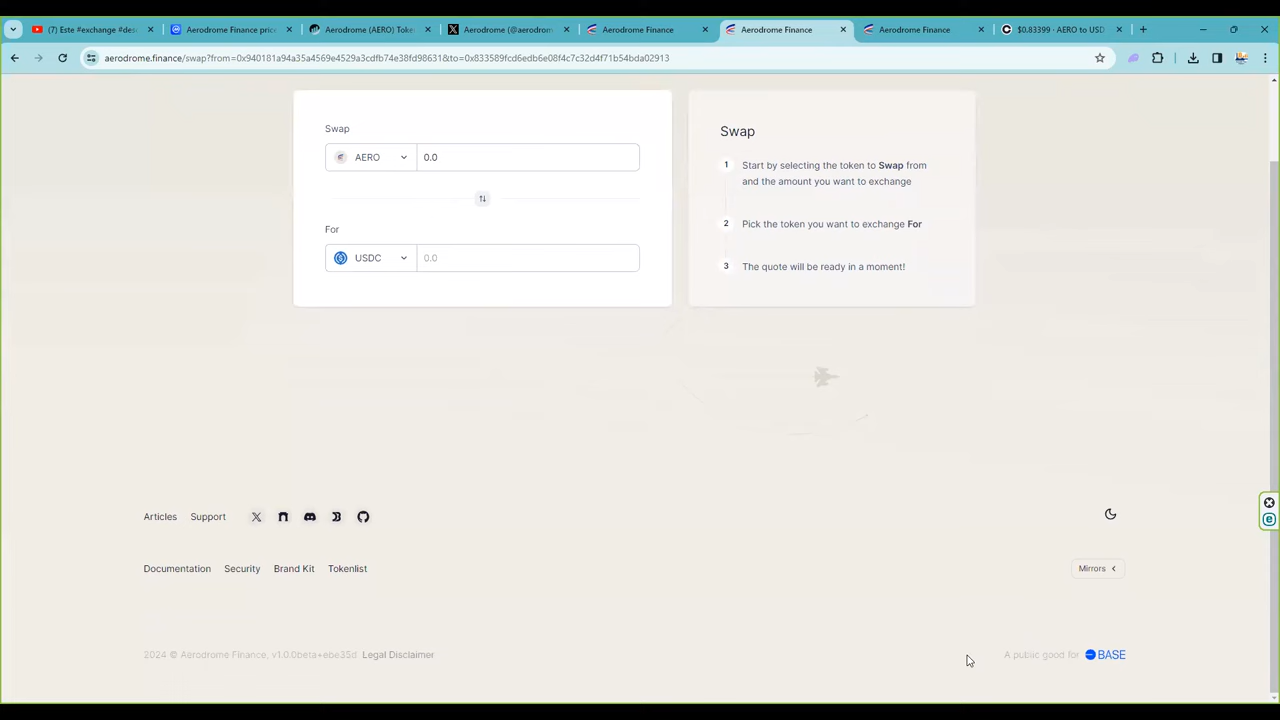 (7) Este #exchange #des
Aerodrome Finance price
Aerodrome (AERO) Toke
Aerodrome (@aerodrom
Aerodrome Finance
Aerodrome Finance
Aerodrome Finance
$0.83399 · AERO to USD
aerodrome.finance/swap?from=0x940181a94a35a4569e4529a3cdfb74e38fd98631&to=0x833589fcd6edb6e08f4c7c32d4f71b54bda02913
Swap
AERO
0.0
For
USDC
0.0
Swap
1 Start by selecting the token to Swap from
and the amount you want to exchange
2 Pick the token you want to exchange For
3 The quote will be ready in a moment!
Articles Support
Documentation Security Brand Kit Tokenlist
Mirrors
2024 © Aerodrome Finance, v1.0.0beta+ebe35d Legal Disclaimer
A public good for BASE